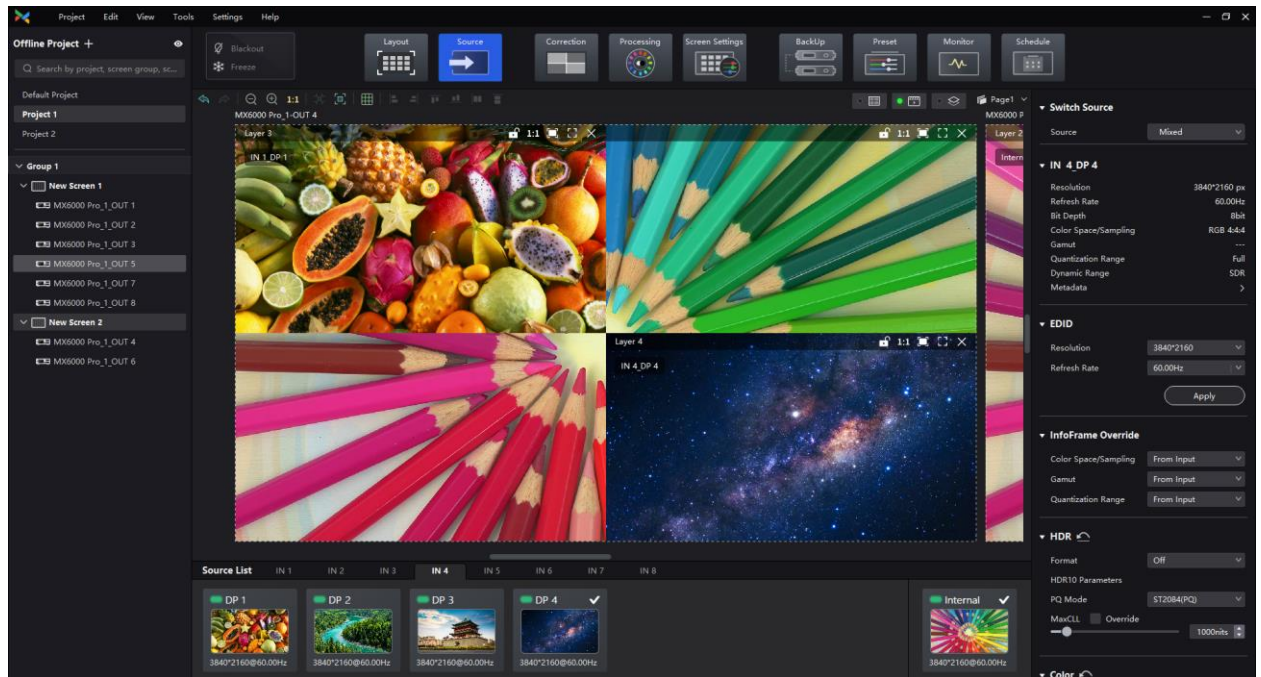 Project Edit View Tools Settings Help
Offline Project +
Search by project, screen group, sc...
Default Project
Project 1
Project 2
Group 1
New Screen 1
MX6000 Pro_1_OUT 1
MX6000 Pro_1_OUT 2
MX6000 Pro_1_OUT 3
MX6000 Pro_1_OUT 5
MX6000 Pro_1_OUT 7
MX6000 Pro_1_OUT 8
New Screen 2
MX6000 Pro_1_OUT 4
MX6000 Pro_1_OUT 6
Blackout
Freeze
Layout Source Correction Processing Screen Settings BackUp Preset Monitor Schedule
1:1
Page1
MX6000 Pro_1-OUT 4
MX6000 P
Layer 3
1:1
IN 1_DP 1
1:1
Layer 2
Intern
Layer 4
1:1
IN 4_DP 4
Source List IN 1 IN 2 IN 3 IN 4 IN 5 IN 6 IN 7 IN 8
DP 1 DP 2 DP 3 DP 4 Internal
3840*2160@60.00Hz 3840*2160@60.00Hz 3840*2160@60.00Hz 3840*2160@60.00Hz 3840*2160@60.00Hz
Switch Source
Source Mixed
IN 4_DP 4
Resolution 3840*2160 px
Refresh Rate 60.00Hz
Bit Depth 8bit
Color Space/Sampling RGB 4:4:4
Gamut ---
Quantization Range Full
Dynamic Range SDR
Metadata
EDID
Resolution 3840*2160
Refresh Rate 60.00Hz
Apply
InfoFrame Override
Color Space/Sampling From Input
Gamut From Input
Quantization Range From Input
HDR
Format Off
HDR10 Parameters
PQ Mode ST2084(PQ)
MaxCLL Override
1000nits
Color